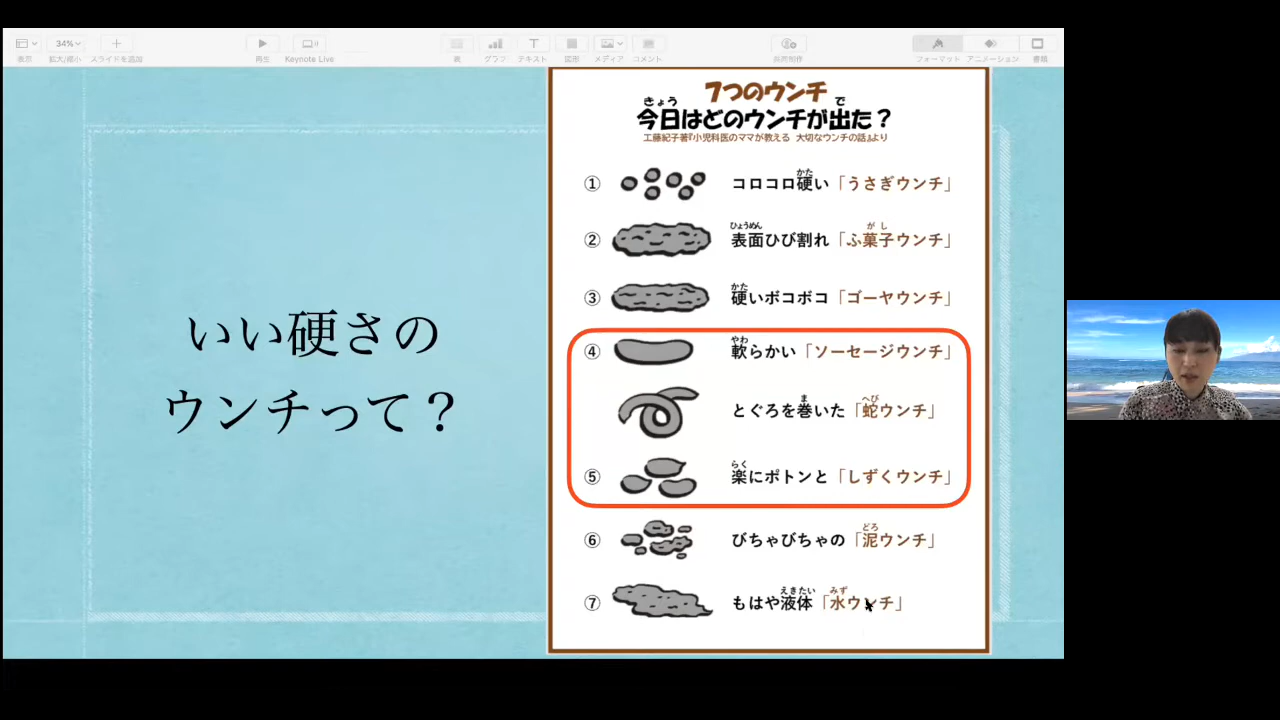 34%
表示
拡大/縮小
スライドを追加
再生
Keynote Live
表
グラフ
テキスト
図形
メディア
コメント
共同制作
フォーマット
アニメーション
書類
いい硬さの
ウンチって？
7つのウンチで
きょう
今日はどのウンチが出た？
工藤紀子著『小児科医のママが教える 大切なウンチの話』より
かた
① コロコロ硬い「うさぎウンチ」
ひょうめん がし
② 表面ひび割れ「ふ菓子ウンチ」
かた
③ 硬いボコボコ「ゴーヤウンチ」
やわ
④ 軟らかい「ソーセージウンチ」
ま へび
とぐろを巻いた「蛇ウンチ」
らく
⑤ 楽にポトンと「しずくウンチ」
どろ
⑥ びちゃびちゃの「泥ウンチ」
えきたい みず
⑦ もはや液体「水ウンチ」